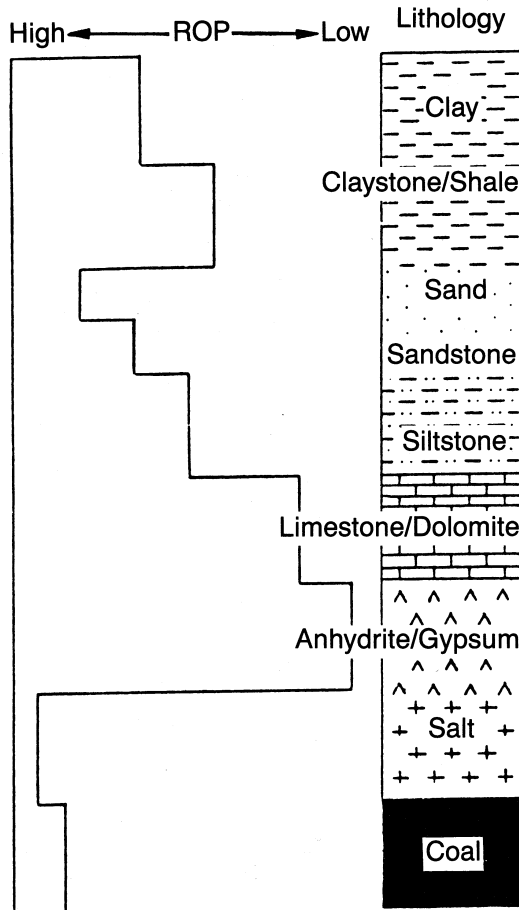 Lithology
High ROP Low
Clay
Claystone/Shale
Sand
Sandstone
Siltstone
Limestone/Dolomite
Anhydrite/Gypsum
Salt
Coal